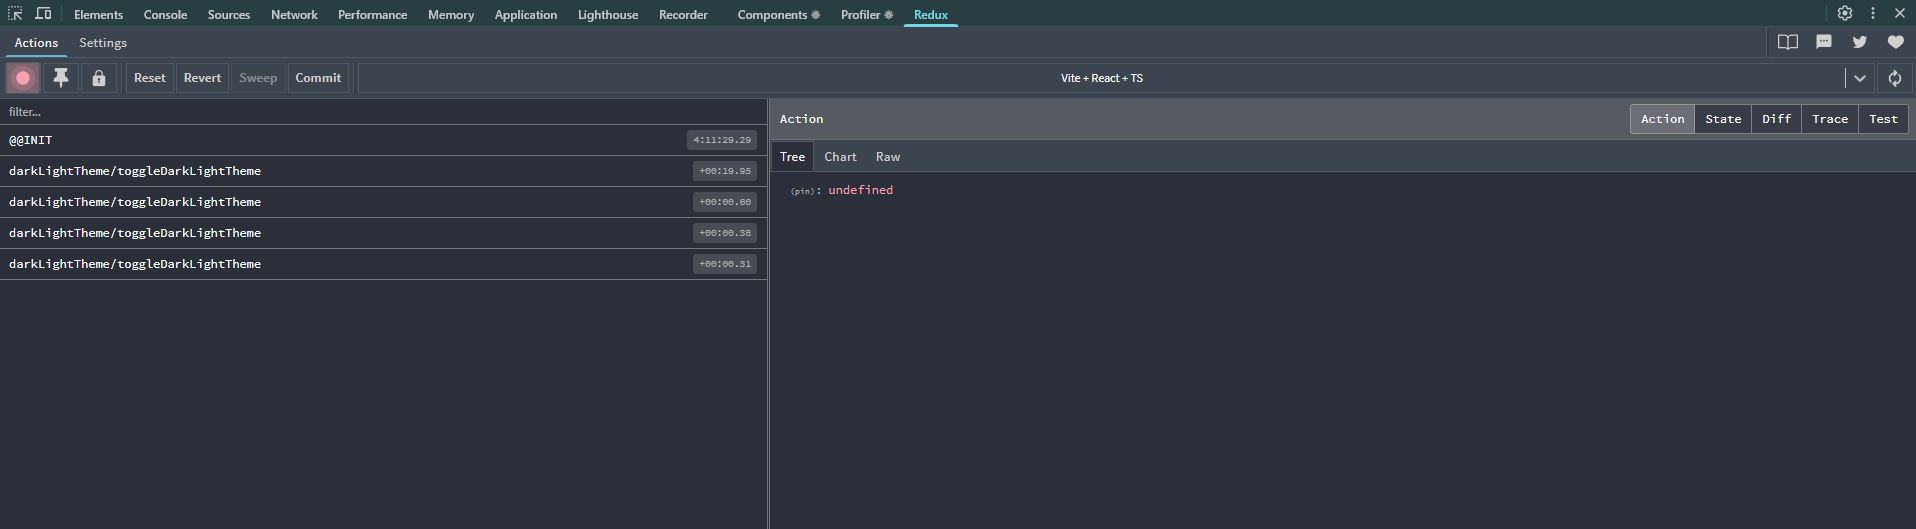 Elements Console Sources Network Performance Memory Application Lighthouse Recorder Components Profiler Redux
Actions Settings
Reset Revert Sweep Commit Vite + React + TS
filter...
@@INIT 4:11:29.29
darkLightTheme/toggleDarkLightTheme +00:19.95
darkLightTheme/toggleDarkLightTheme +00:00.60
darkLightTheme/toggleDarkLightTheme +00:00.38
darkLightTheme/toggleDarkLightTheme +00:00.31
Action Action State Diff Trace Test
Tree Chart Raw
(pin): undefined